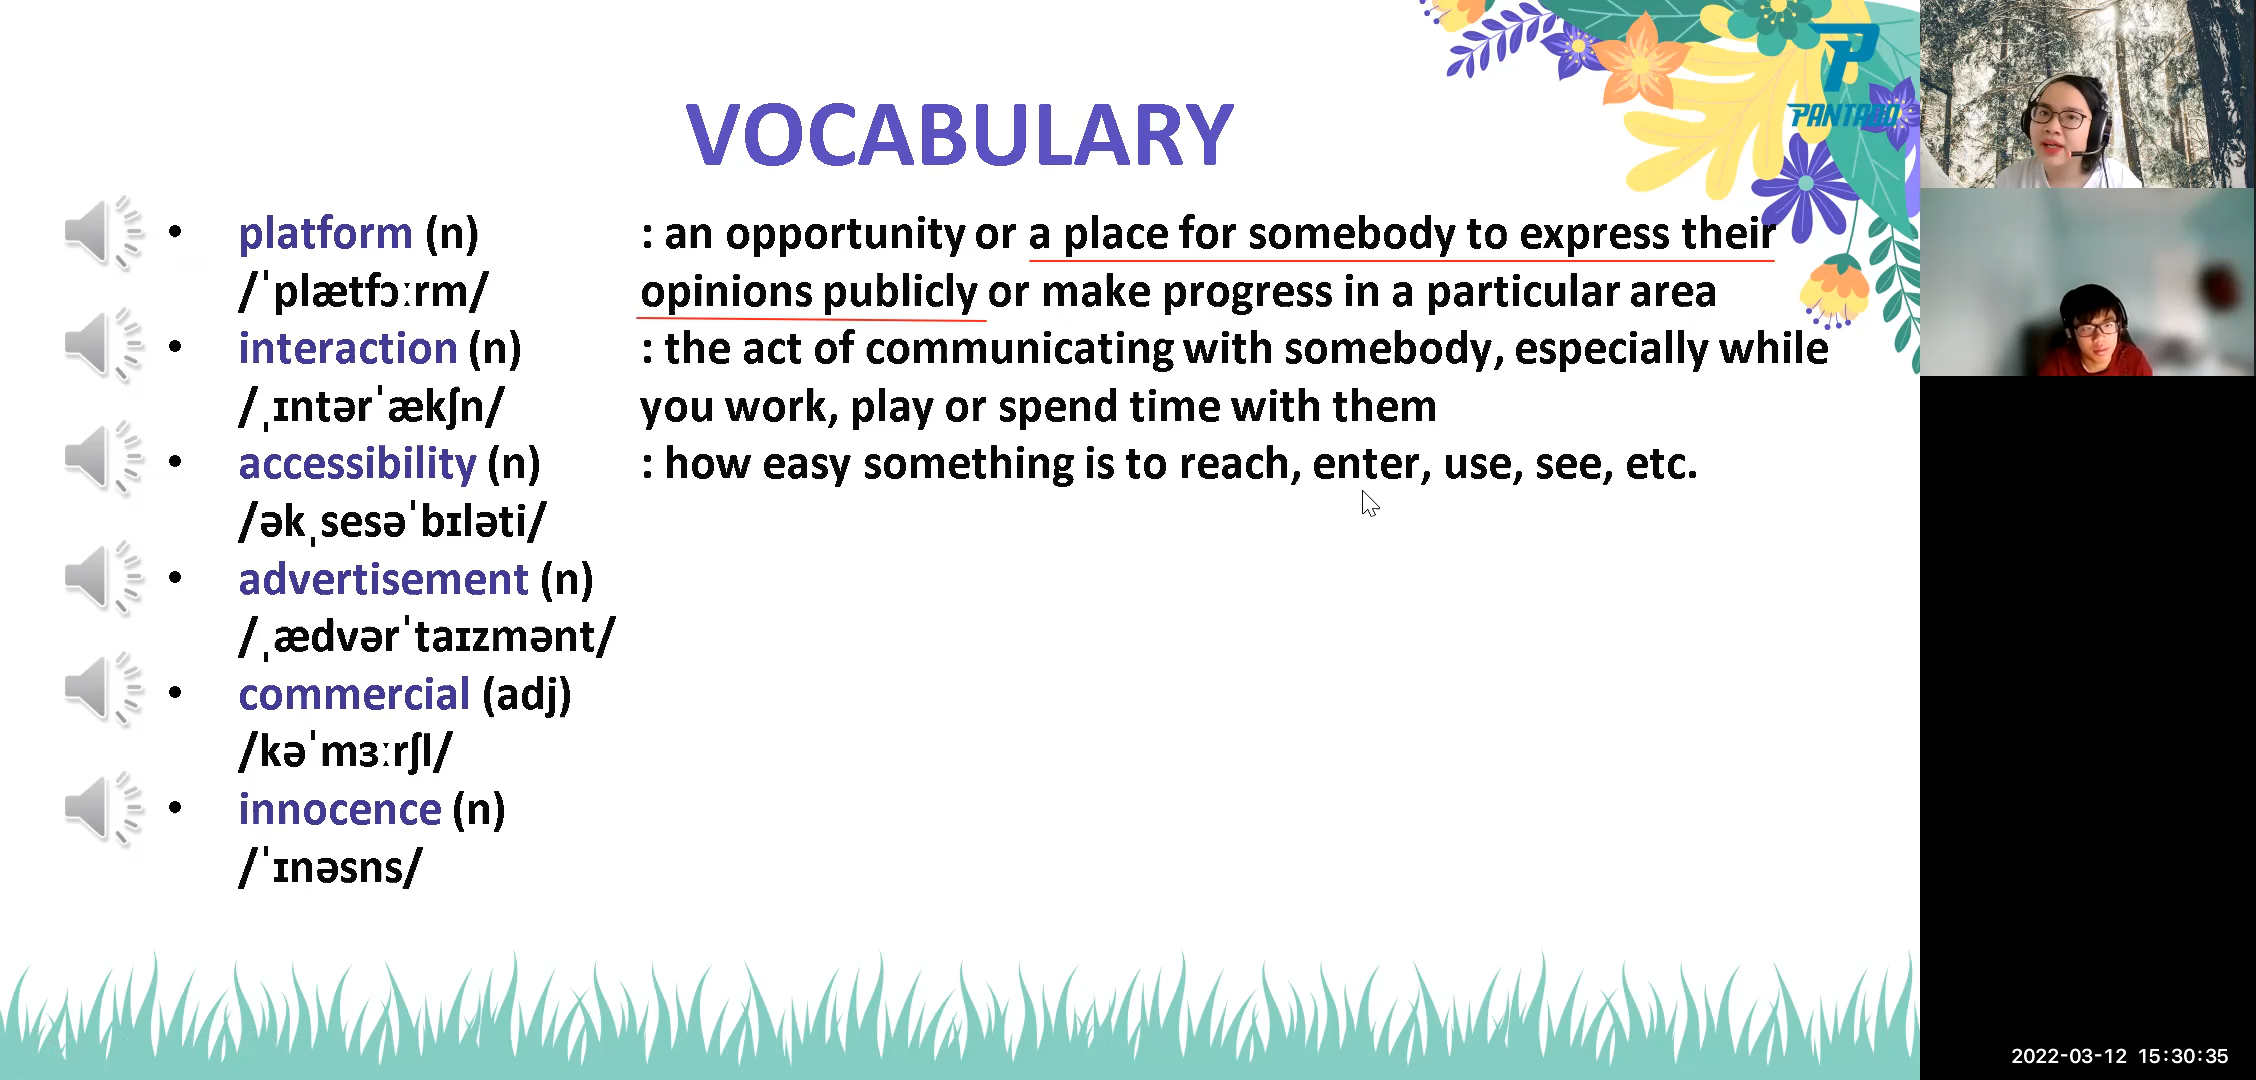 VOCABULARY
PANTADO
• platform (n) : an opportunity or a place for somebody to express their
/ˈplætfɔːrm/ opinions publicly or make progress in a particular area
• interaction (n) : the act of communicating with somebody, especially while
/ˌɪntərˈækʃn/ you work, play or spend time with them
• accessibility (n) : how easy something is to reach, enter, use, see, etc.
/əkˌsesəˈbɪləti/
• advertisement (n)
/ˌædvərˈtaɪzmənt/
• commercial (adj)
/kəˈmɜːrʃl/
• innocence (n)
/ˈɪnəsns/
2022-03-12 15:30:35